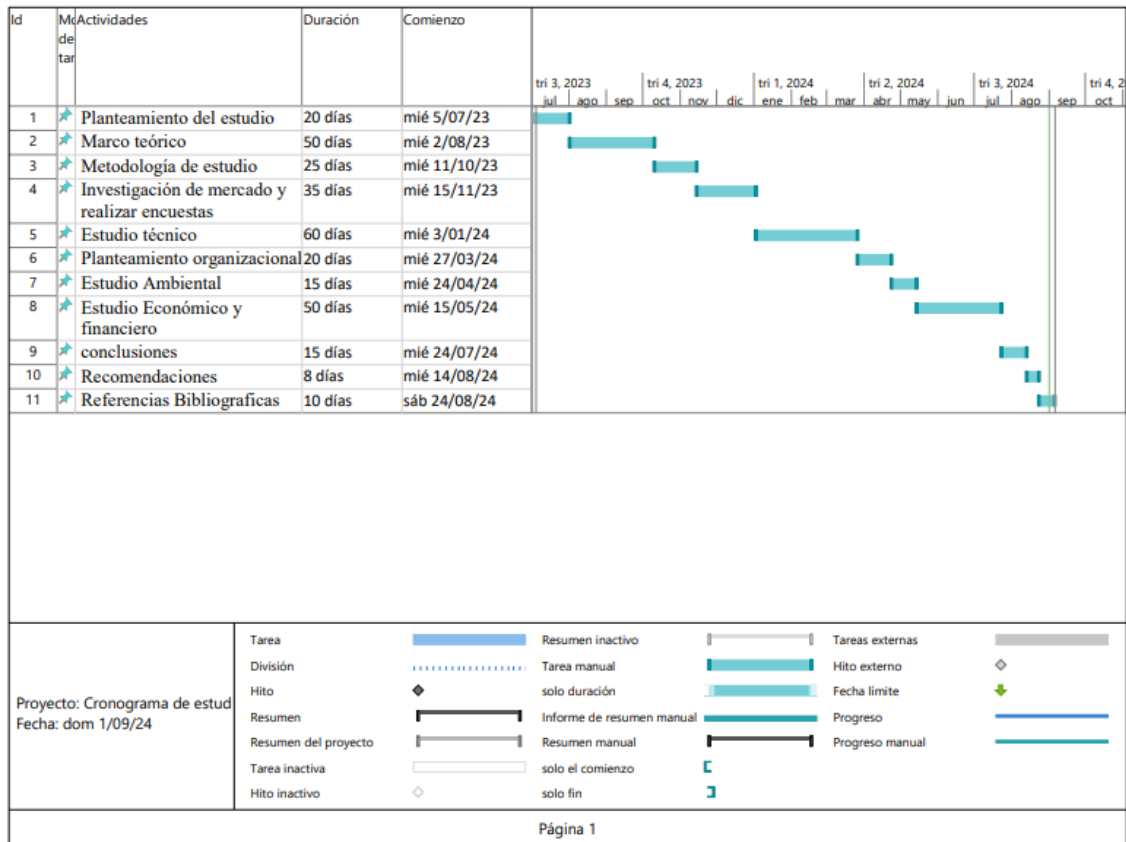 Id
Mo
de
tar
Actividades
Duración
Comienzo
tri 3, 2023 tri 4, 2023 tri 1, 2024 tri 2, 2024 tri 3, 2024 tri 4, 2
jul ago sep oct nov dic ene feb mar abr may jun jul ago sep oct
1 Planteamiento del estudio 20 días mié 5/07/23
2 Marco teórico 50 días mié 2/08/23
3 Metodología de estudio 25 días mié 11/10/23
4 Investigación de mercado y 35 días mié 15/11/23
realizar encuestas
5 Estudio técnico 60 días mié 3/01/24
6 Planteamiento organizacional 20 días mié 27/03/24
7 Estudio Ambiental 15 días mié 24/04/24
8 Estudio Económico y 50 días mié 15/05/24
financiero
9 conclusiones 15 días mié 24/07/24
10 Recomendaciones 8 días mié 14/08/24
11 Referencias Bibliograficas 10 días sáb 24/08/24
Proyecto: Cronograma de estud
Fecha: dom 1/09/24
Tarea
División
Hito
Resumen
Resumen del proyecto
Tarea inactiva
Hito inactivo
Resumen inactivo
Tarea manual
solo duración
Informe de resumen manual
Resumen manual
solo el comienzo
solo fin
Tareas externas
Hito externo
Fecha límite
Progreso
Progreso manual
Página 1